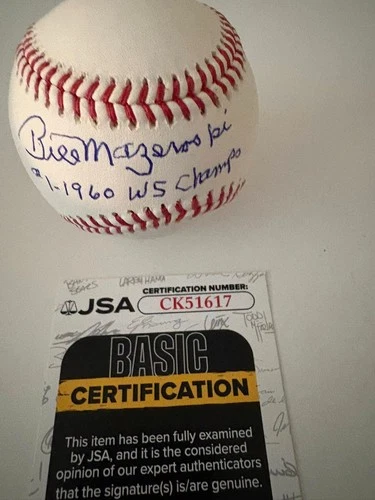 Bill Mazeroski
#1-1960 WS Champs
CERTIFICATION NUMBER:
JSA CK51617
BASIC
CERTIFICATION
This item has been fully examined
by JSA, and it is the considered
opinion of our expert authenticators
that the signature(s) is/are genuine.